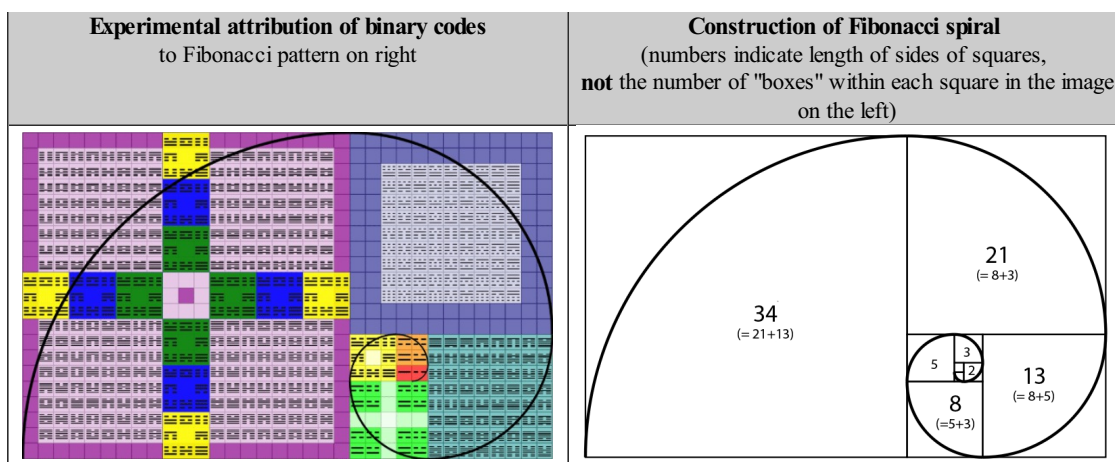 Experimental attribution of binary codes
to Fibonacci pattern on right
Construction of Fibonacci spiral
(numbers indicate length of sides of squares,
not the number of "boxes" within each square in the image
on the left)
21
(= 8+3)
34
(= 21+13)
5
3
2
13
(= 8+5)
8
(=5+3)